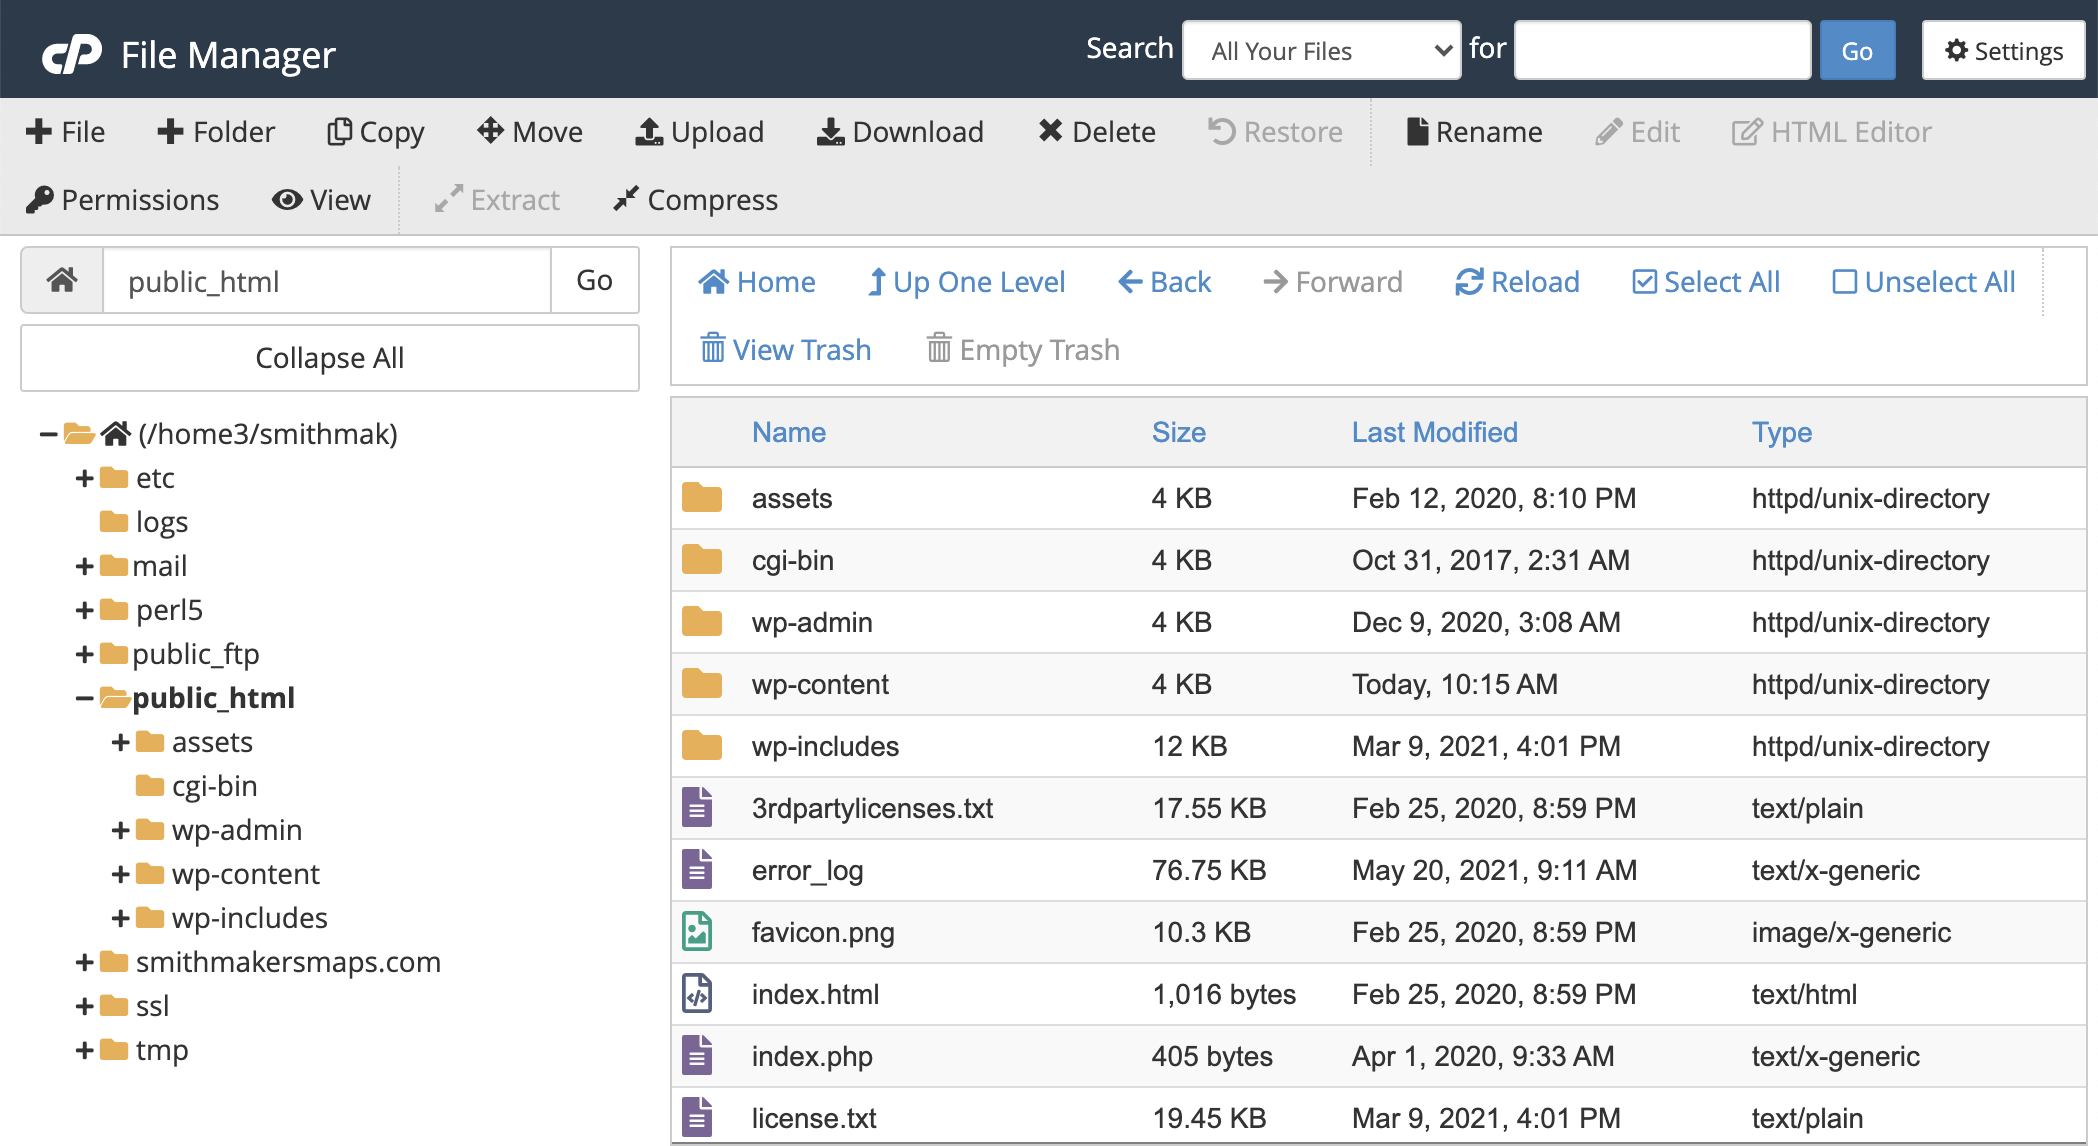 cP File Manager Search All Your Files for Go Settings
File Folder Copy Move Upload Download Delete Restore Rename Edit HTML Editor
Permissions View Extract Compress
public_html Go
Collapse All
(/home3/smithmak)
etc
logs
mail
perl5
public_ftp
public_html
assets
cgi-bin
wp-admin
wp-content
wp-includes
smithmakersmaps.com
ssl
tmp
Home Up One Level Back Forward Reload Select All Unselect All
View Trash Empty Trash
Name Size Last Modified Type
assets 4 KB Feb 12, 2020, 8:10 PM httpd/unix-directory
cgi-bin 4 KB Oct 31, 2017, 2:31 AM httpd/unix-directory
wp-admin 4 KB Dec 9, 2020, 3:08 AM httpd/unix-directory
wp-content 4 KB Today, 10:15 AM httpd/unix-directory
wp-includes 12 KB Mar 9, 2021, 4:01 PM httpd/unix-directory
3rdpartylicenses.txt 17.55 KB Feb 25, 2020, 8:59 PM text/plain
error_log 76.75 KB May 20, 2021, 9:11 AM text/x-generic
favicon.png 10.3 KB Feb 25, 2020, 8:59 PM image/x-generic
index.html 1,016 bytes Feb 25, 2020, 8:59 PM text/html
index.php 405 bytes Apr 1, 2020, 9:33 AM text/x-generic
license.txt 19.45 KB Mar 9, 2021, 4:01 PM text/plain